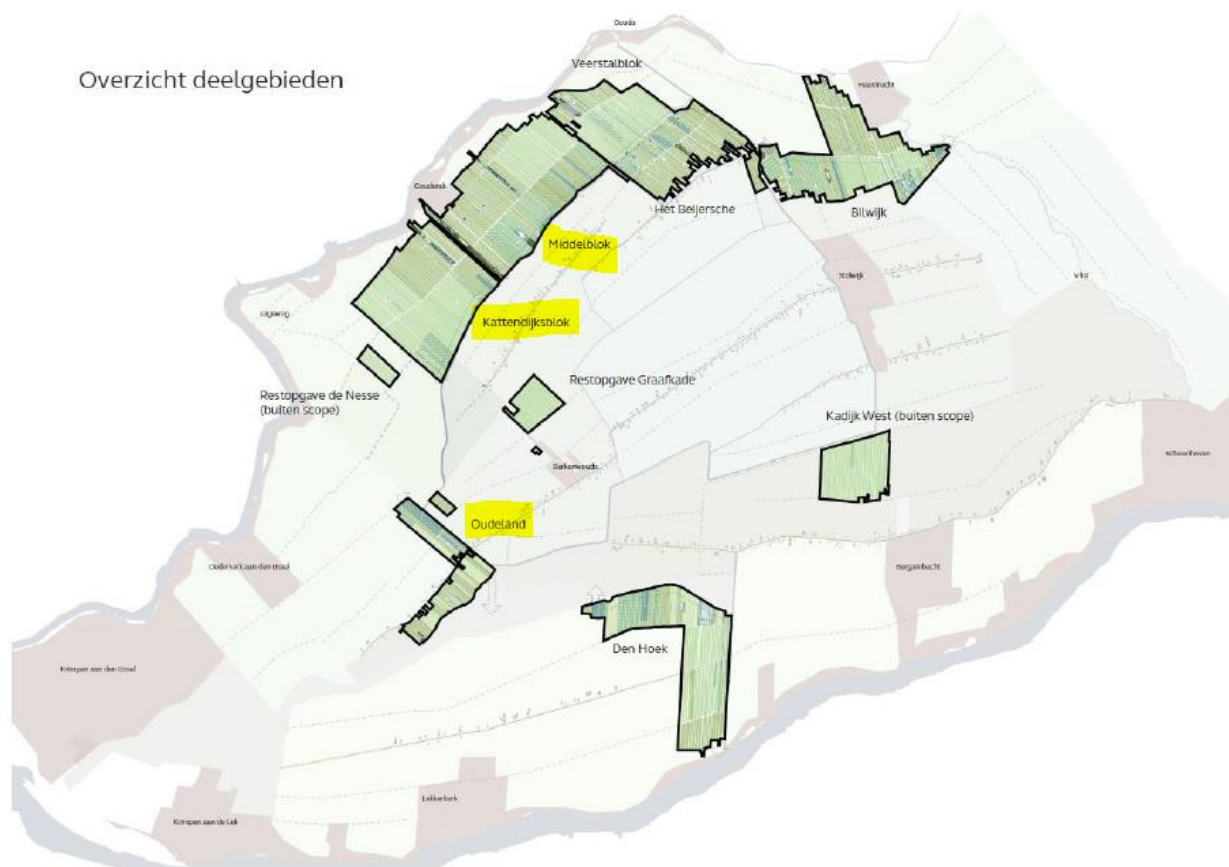 Gouda
Overzicht deelgebieden
Veerstalblok
Haastrecht
Gouderak
Het Beijersche
Bilwijk
Middelblok
Stolwijk
Vlist
Lageweg
Kattendijksblok
Restopgave Graafkade
Restopgave de Nesse
(buiten scope)
Kadijk West (buiten scope)
Schoonhoven
Berkenwoude
Oudeland
Ouderkerk aan den IJssel
Bergambacht
Den Hoek
Krimpen aan den IJssel
Lekkerkerk
Krimpen aan de Lek